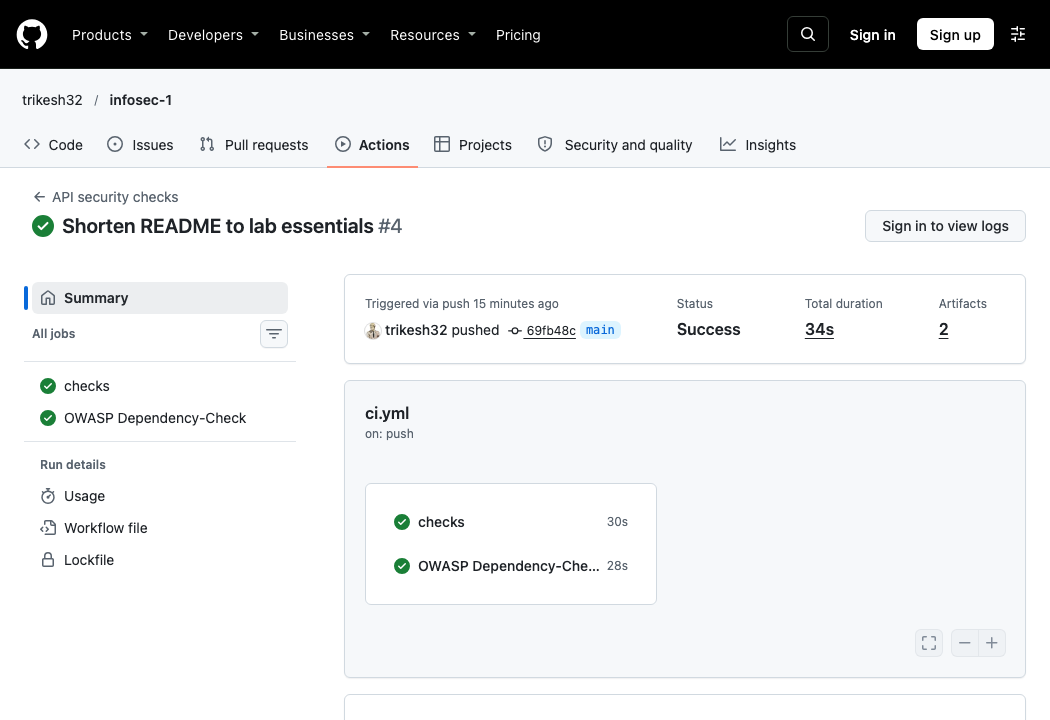 Products Developers Businesses Resources Pricing Sign in Sign up
trikesh32 / infosec-1
Code Issues Pull requests Actions Projects Security and quality Insights
API security checks
Shorten README to lab essentials #4
Sign in to view logs
Summary
All jobs
checks
OWASP Dependency-Check
Run details
Usage
Workflow file
Lockfile
Triggered via push 15 minutes ago
trikesh32 pushed 69fb48c main
Status
Success
Total duration
34s
Artifacts
2
ci.yml
on: push
checks 30s
OWASP Dependency-Che... 28s